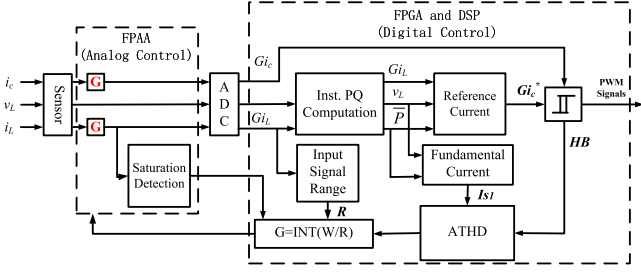 FPAA
(Analog Control)
FPGA and DSP
(Digital Control)
i_c
v_L
i_L
Sensor
G
G
Saturation
Detection
A
D
C
Gi_c
Gi_L
Inst. PQ
Computation
Gi_L
v_L
P̅
Reference
Current
Gi_c*
PWM
Signals
HB
Input
Signal
Range
R
Fundamental
Current
Is1
G=INT(W/R)
ATHD